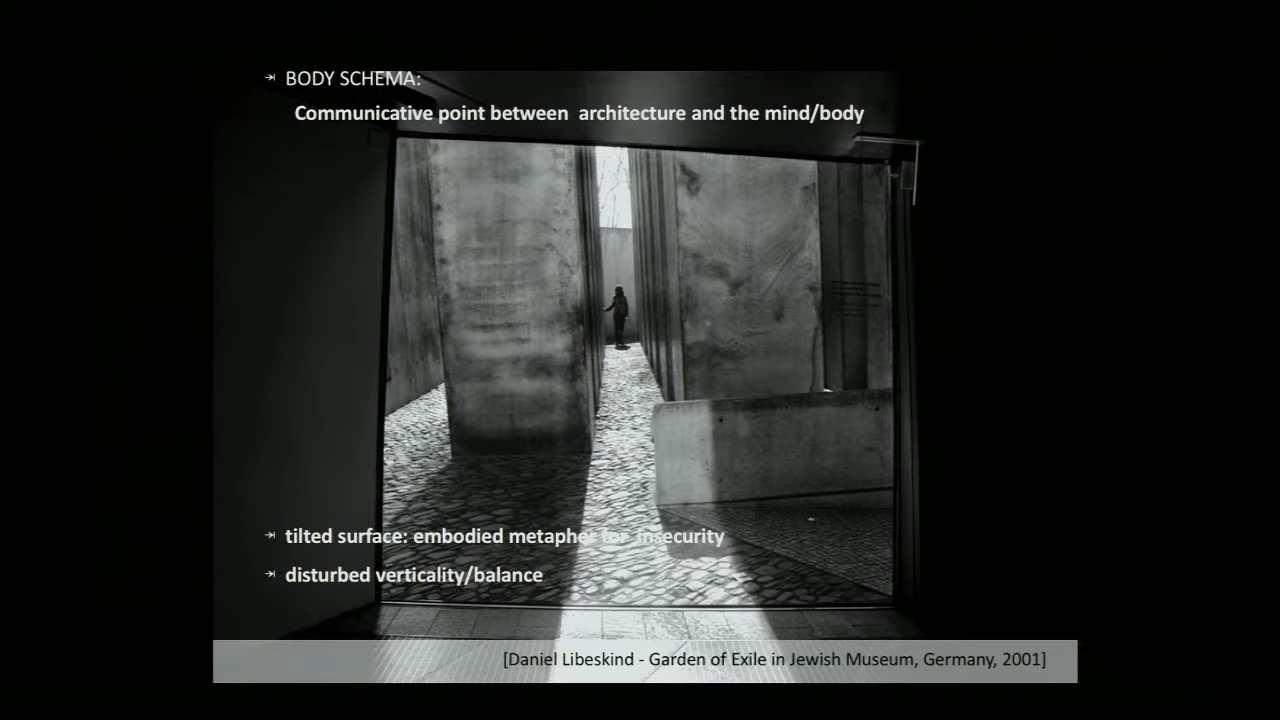 BODY SCHEMA:
Communicative point between architecture and the mind/body
tilted surface: embodied metapher for insecurity
disturbed verticality/balance
[Daniel Libeskind - Garden of Exile in Jewish Museum, Germany, 2001]